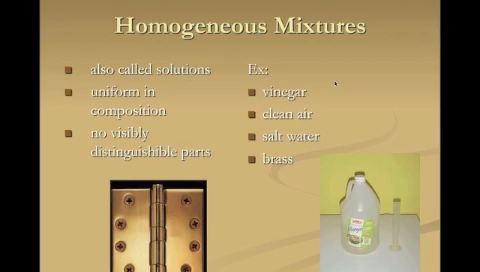 Homogeneous Mixtures
also called solutions
uniform in
composition
no visibly
distinguishible parts
Ex:
vinegar
clean air
salt water
brass